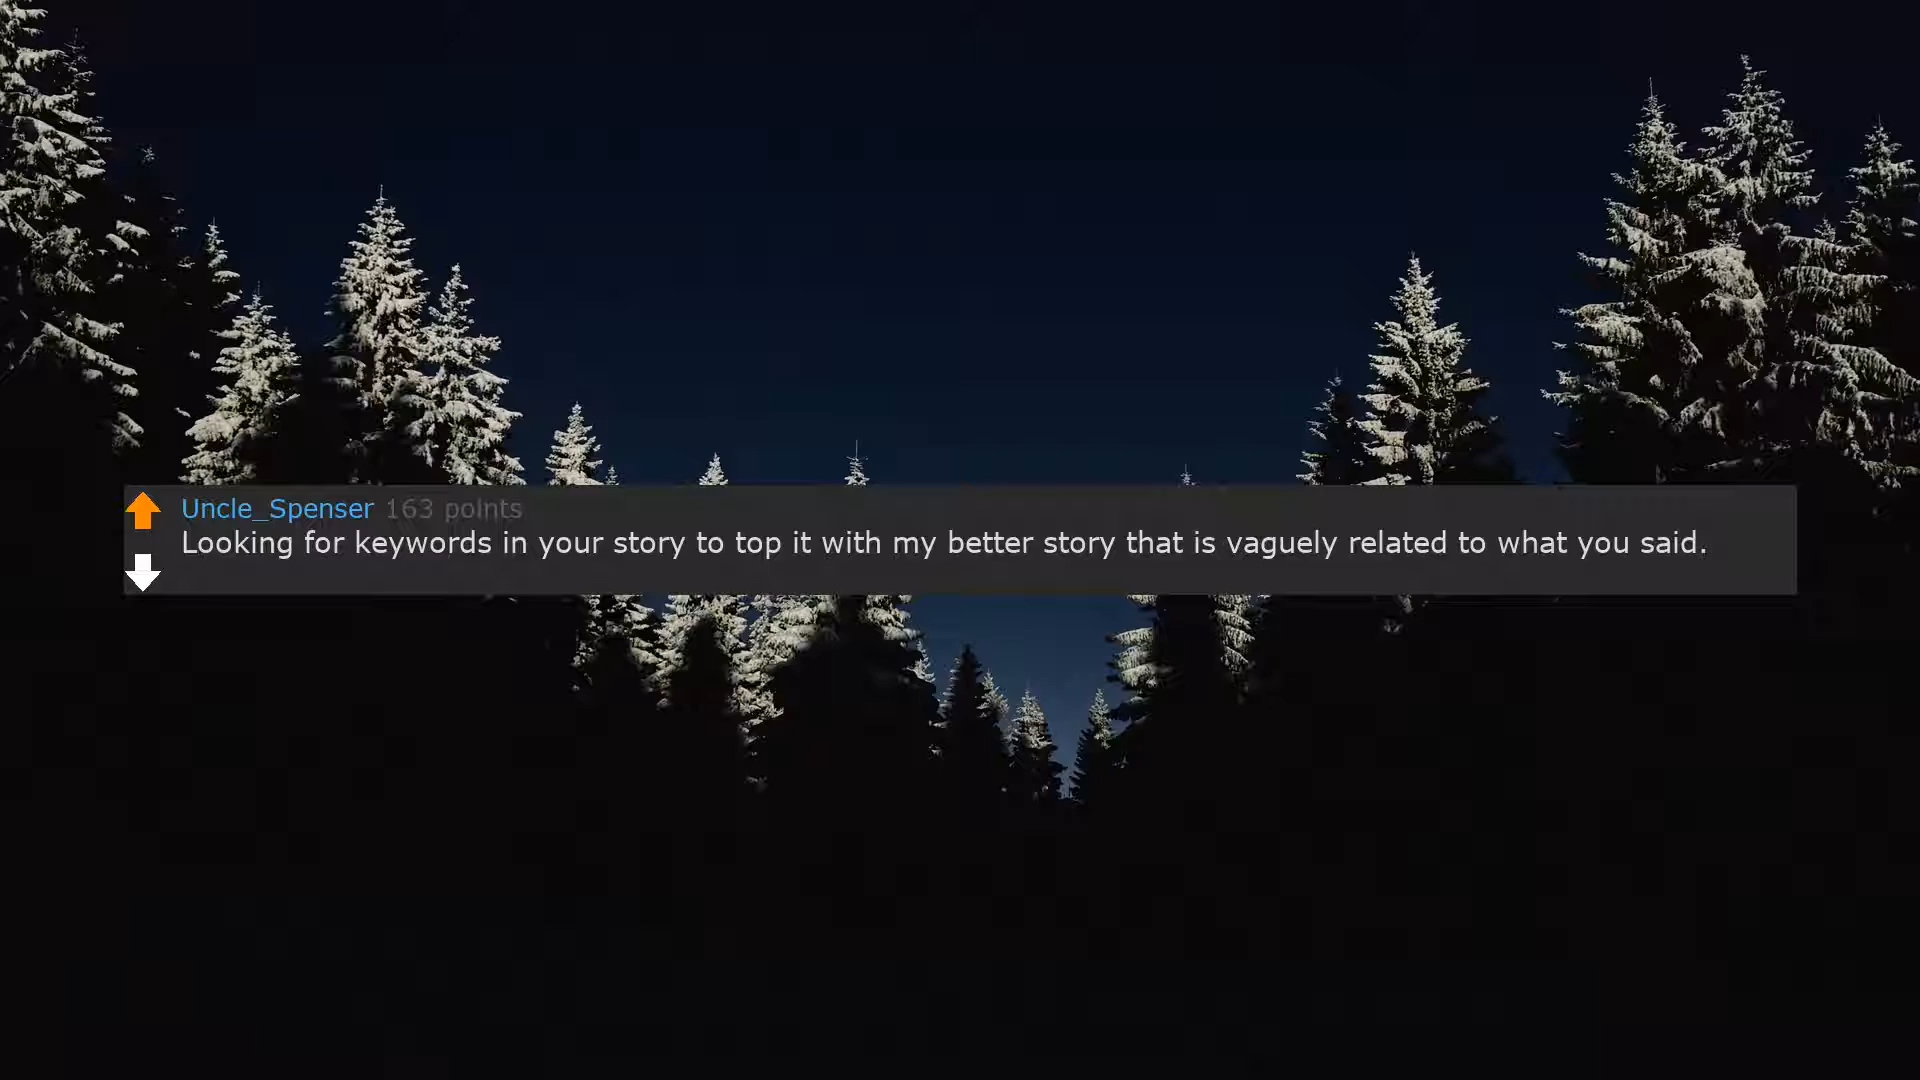 Uncle_Spenser 163 points
Looking for keywords in your story to top it with my better story that is vaguely related to what you said.